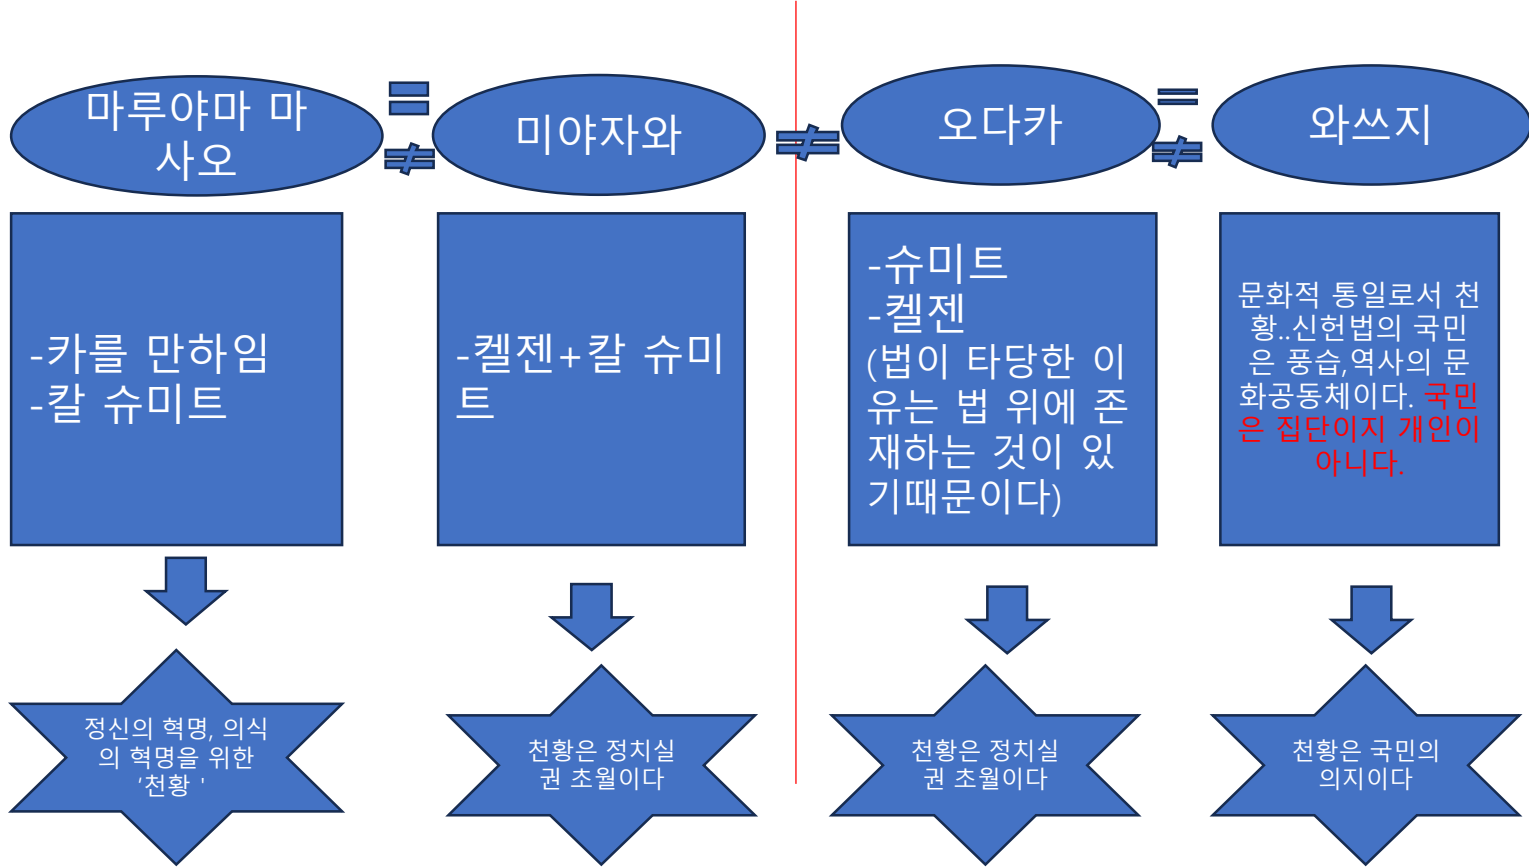 마루야마 마
사오
=
≠
미야자와
≠
오다카
=
≠
와쓰지
-카를 만하임
-칼 슈미트
-켈젠+칼 슈미
트
-슈미트
-켈젠
(법이 타당한 이
유는 법 위에 존
재하는 것이 있
기때문이다)
문화적 통일로서 천
황..신헌법의 국민
은 풍습,역사의 문
화공동체이다. 국민
은 집단이지 개인이
아니다.
정신의 혁명, 의식
의 혁명을 위한
‘천황 '
천황은 정치실
권 초월이다
천황은 정치실
권 초월이다
천황은 국민의
의지이다